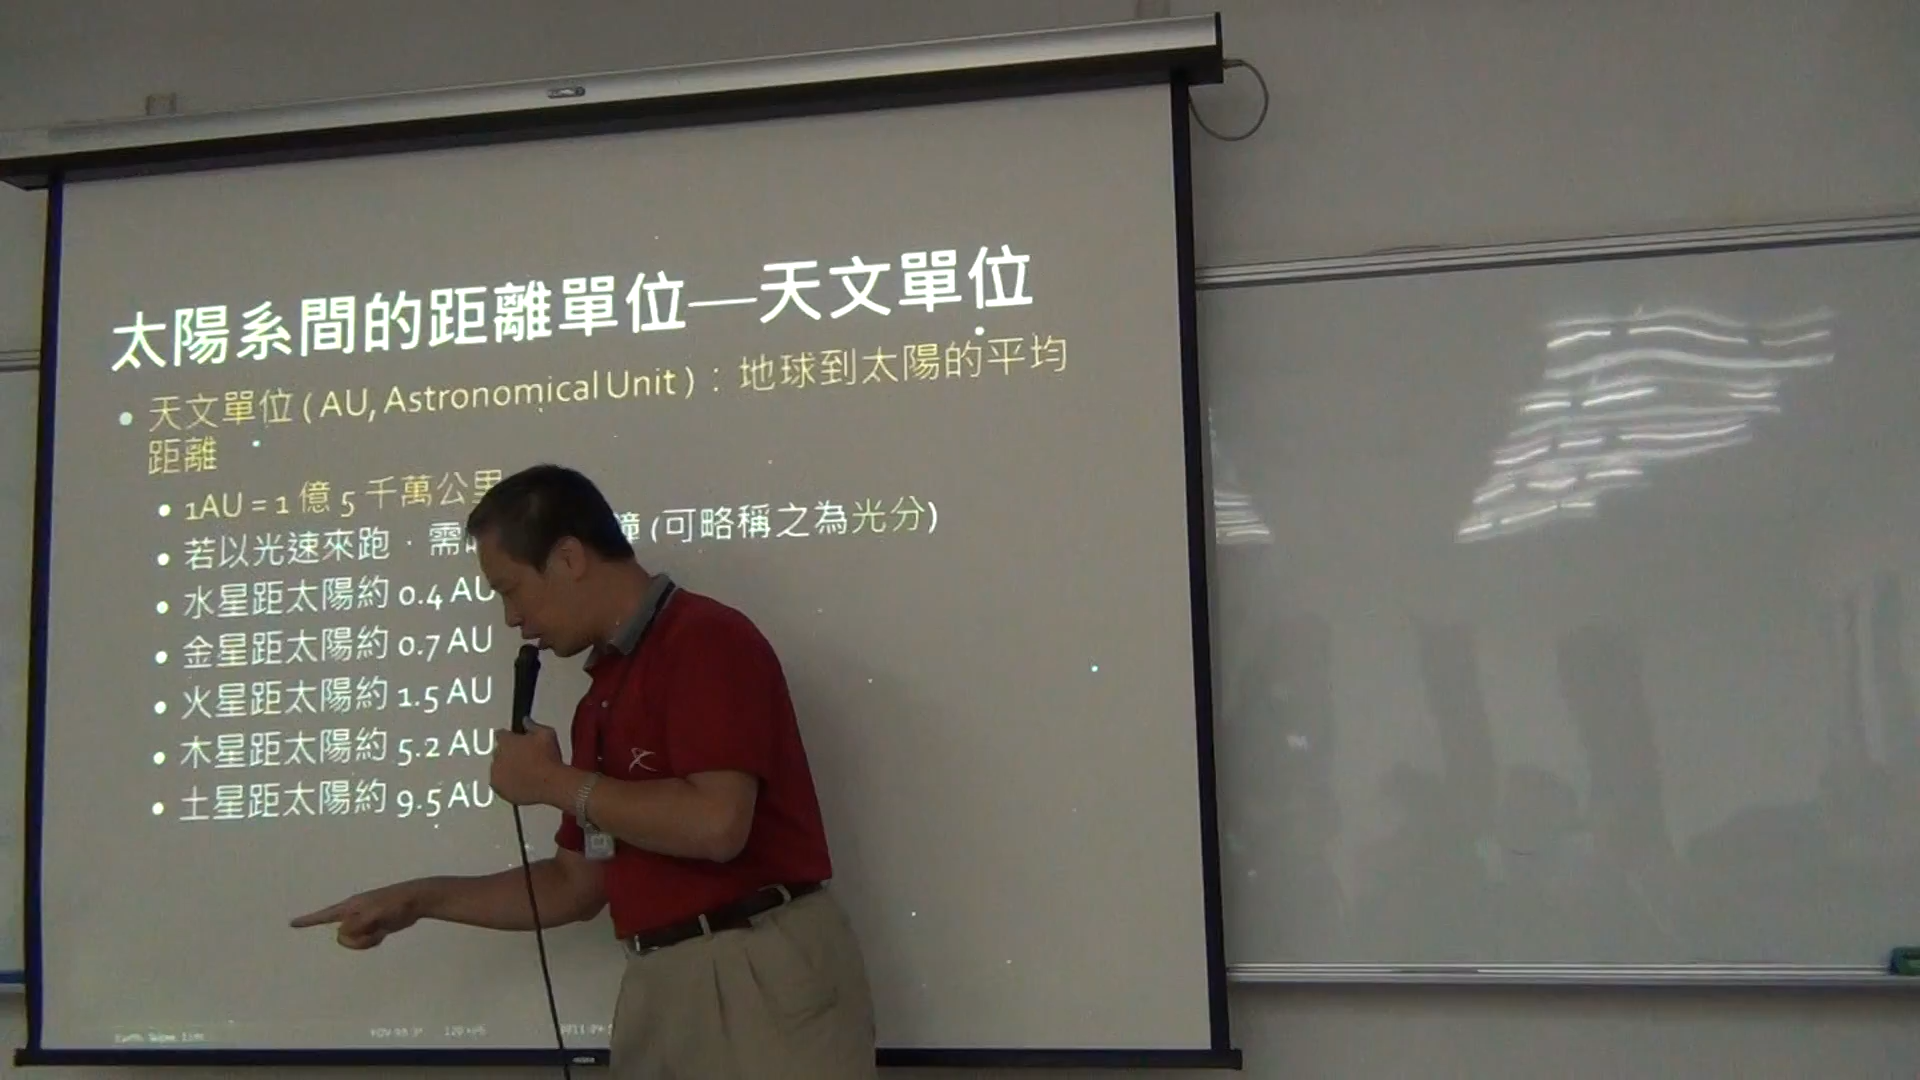 太陽系間的距離單位—天文單位
• 天文單位 ( AU, Astronomical Unit ) : 地球到太陽的平均
距離
• 1AU = 1 億 5 千萬公里
• 若以光速來跑 · 需 鐘 (可略稱之為光分)
• 水星距太陽約 0.4 AU
• 金星距太陽約 0.7 AU
• 火星距太陽約 1.5 AU
• 木星距太陽約 5.2 AU
• 土星距太陽約 9.5 AU